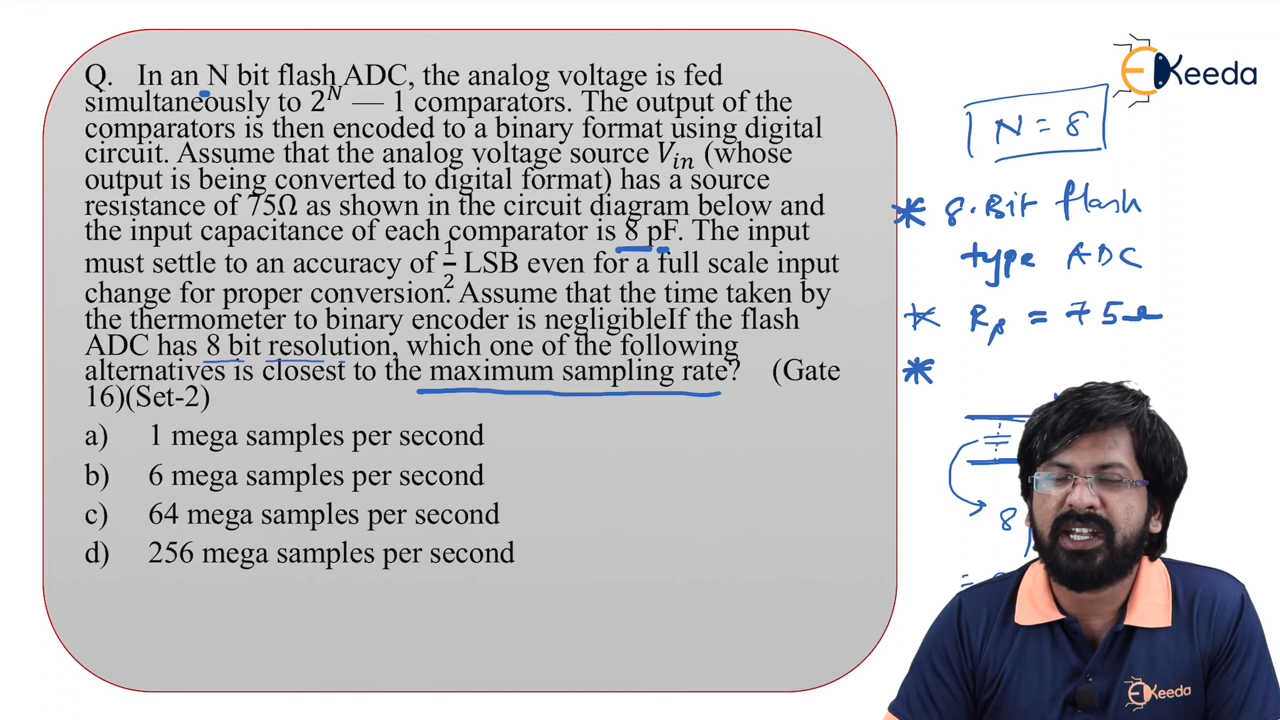 Q. In an N bit flash ADC, the analog voltage is fed
simultaneously to 2^N — 1 comparators. The output of the
comparators is then encoded to a binary format using digital
circuit. Assume that the analog voltage source V_in (whose
output is being converted to digital format) has a source
resistance of 75Ω as shown in the circuit diagram below and
the input capacitance of each comparator is 8 pF. The input
must settle to an accuracy of 1/2 LSB even for a full scale input
change for proper conversion. Assume that the time taken by
the thermometer to binary encoder is negligibleIf the flash
ADC has 8 bit resolution, which one of the following
alternatives is closest to the maximum sampling rate? (Gate
16)(Set-2)
a) 1 mega samples per second
b) 6 mega samples per second
c) 64 mega samples per second
d) 256 mega samples per second
EKeeda
N = 8
* 8.Bit flash
type ADC
* Rs = 75Ω
*
8
=
EKeeda